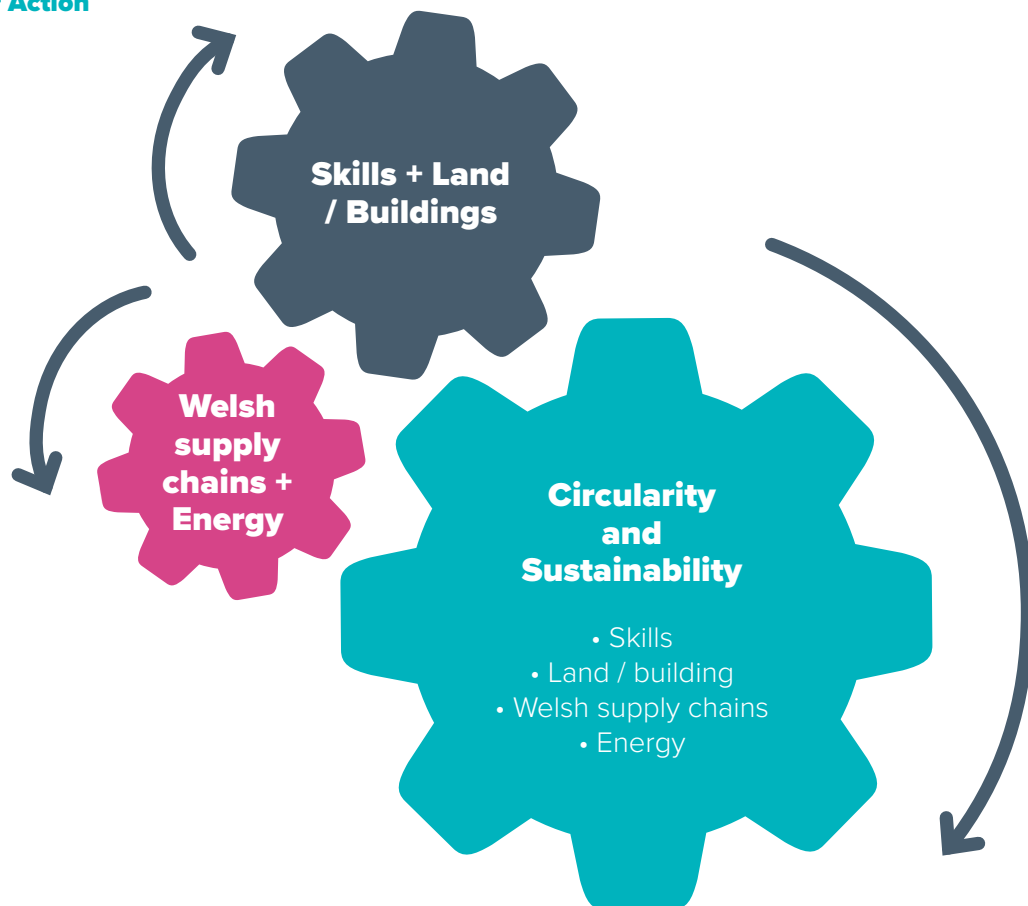 Action
Skills + Land
/ Buildings
Welsh
supply
chains +
Energy
Circularity
and
Sustainability
• Skills
• Land / building
• Welsh supply chains
• Energy